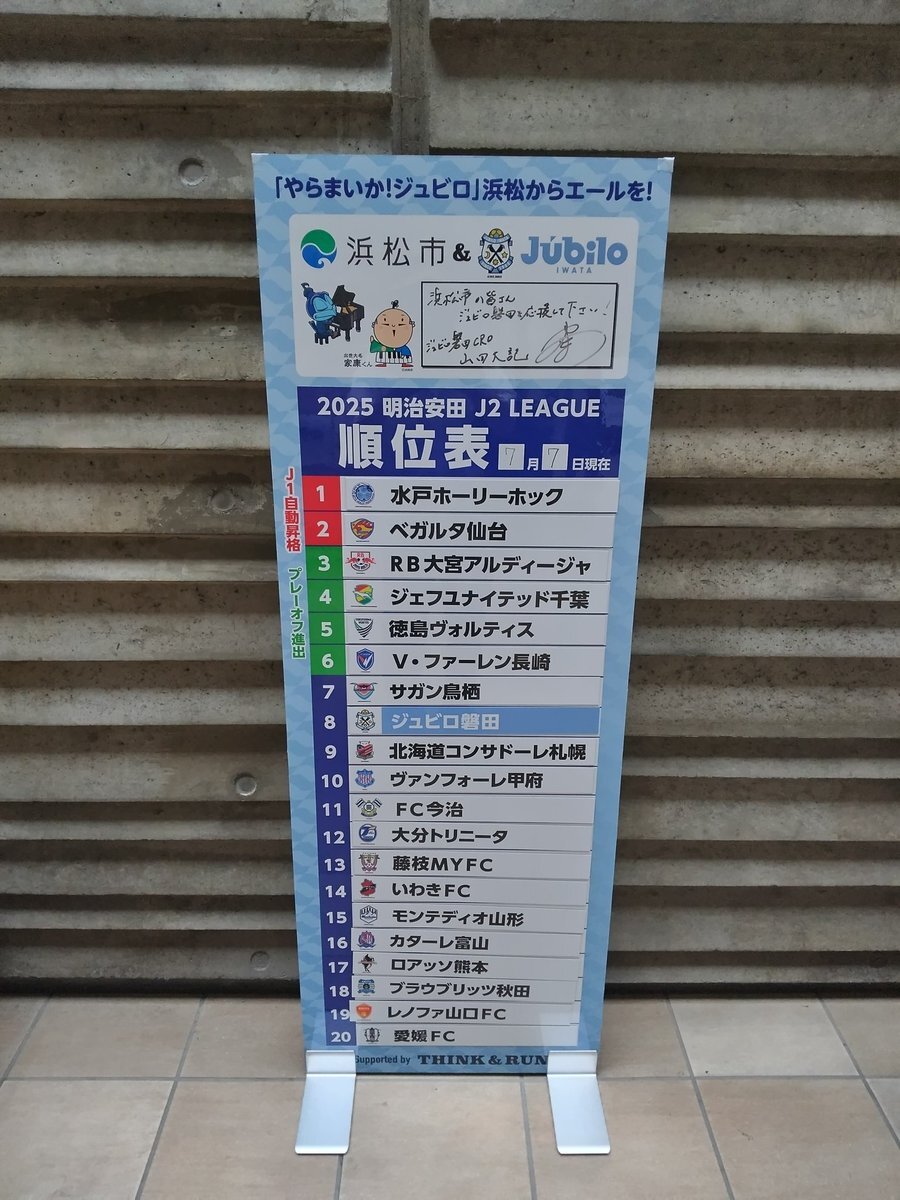 「やらまいか!ジュビロ」浜松からエールを!
浜松市 & Júbilo
IWATA
出世大名
家康くん
浜松市の皆さん
ジュビロ磐田を応援して下さい!
ジュビロ磐田CRO
山田大記
2025 明治安田 J2 LEAGUE
順位表 7月7日現在
J1自動昇格
プレーオフ進出
1 水戸ホーリーホック
2 ベガルタ仙台
3 RB大宮アルディージャ
4 ジェフユナイテッド千葉
5 徳島ヴォルティス
6 V・ファーレン長崎
7 サガン鳥栖
8 ジュビロ磐田
9 北海道コンサドーレ札幌
10 ヴァンフォーレ甲府
11 FC今治
12 大分トリニータ
13 藤枝MYFC
14 いわきFC
15 モンテディオ山形
16 カターレ富山
17 ロアッソ熊本
18 ブラウブリッツ秋田
19 レノファ山口FC
20 愛媛FC
Supported by THINK & RUN